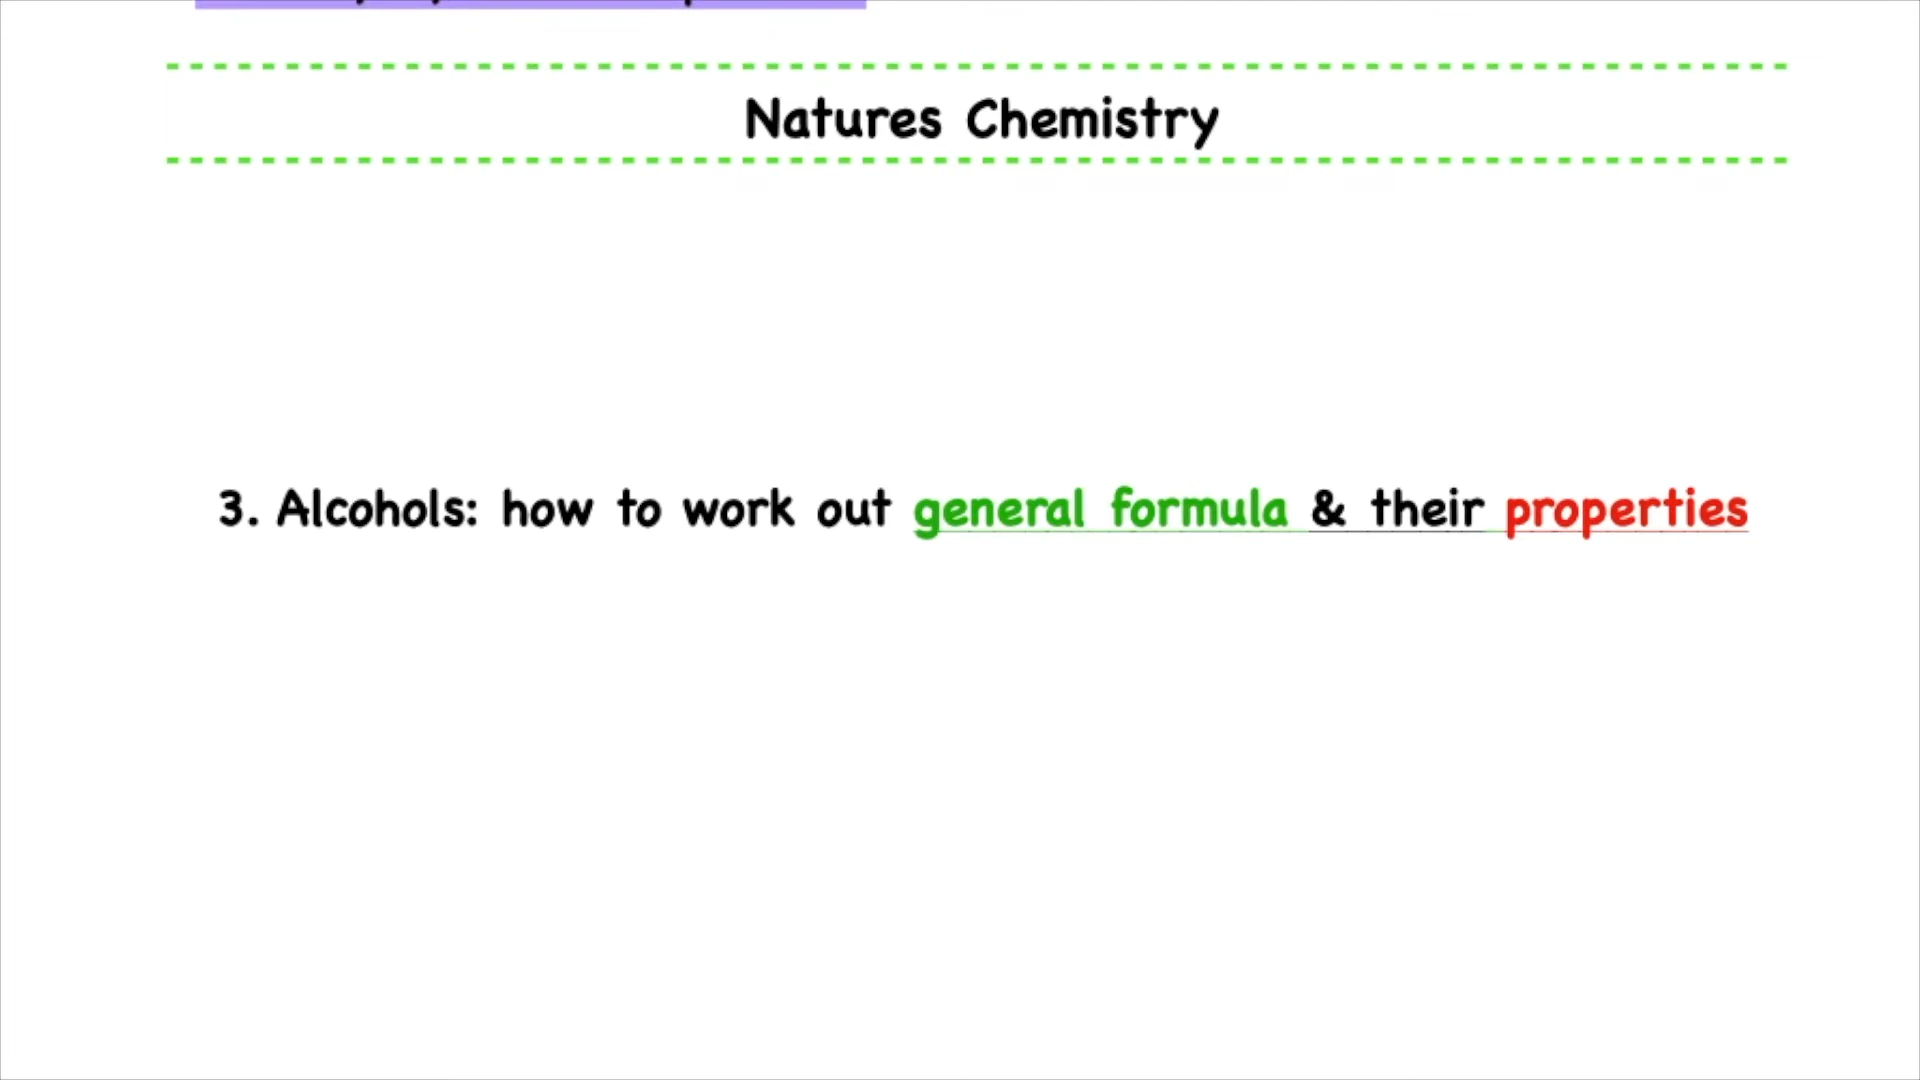 Natures Chemistry
3. Alcohols: how to work out general formula & their properties